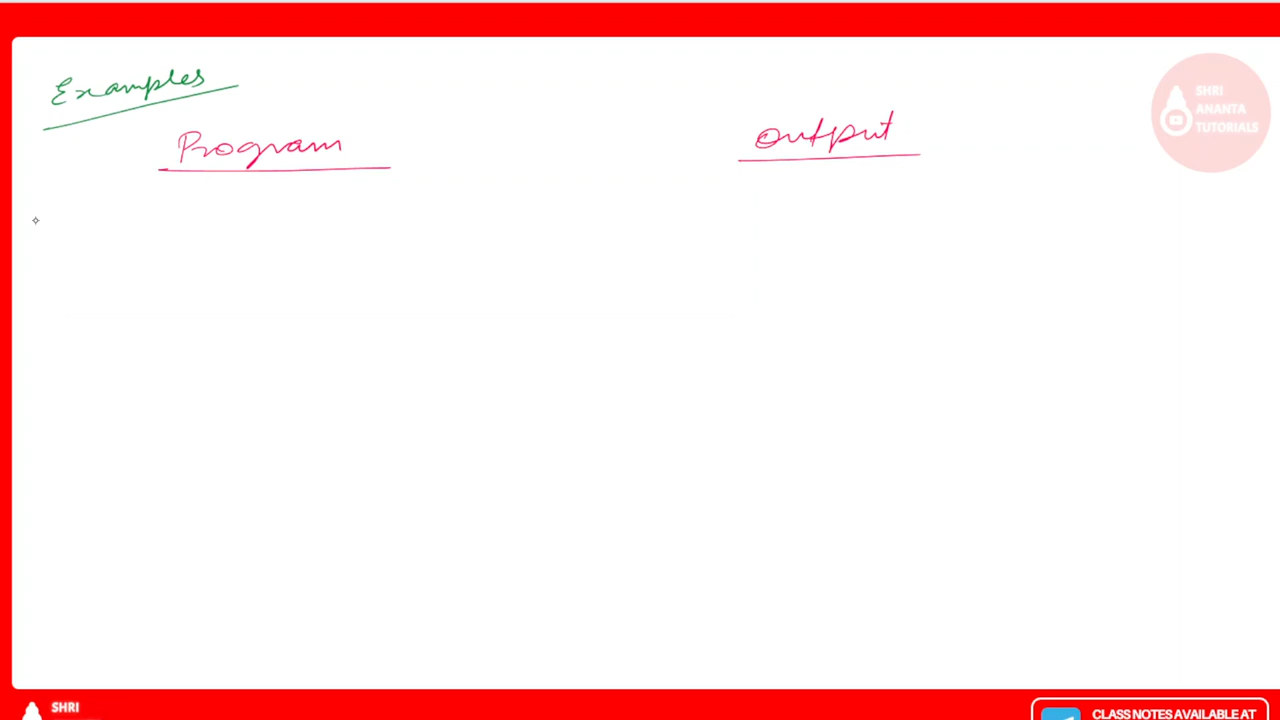 Examples
Program
output
SHRI
ANANTA
TUTORIALS
SHRI
CLASS NOTES AVAILABLE AT